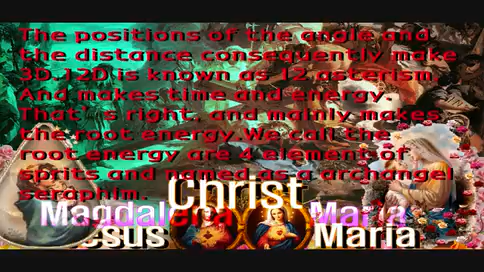 The positions of the angle and
the distance consequently make
3D.12D is known as 12 asterism.
And makes time and energy.
That's right, and mainly makes
the root energy.We call the
root energy are 4 element of
sprits and named as archangel
seraphim.
Christ
Magdalena Maria
Jesus Maria